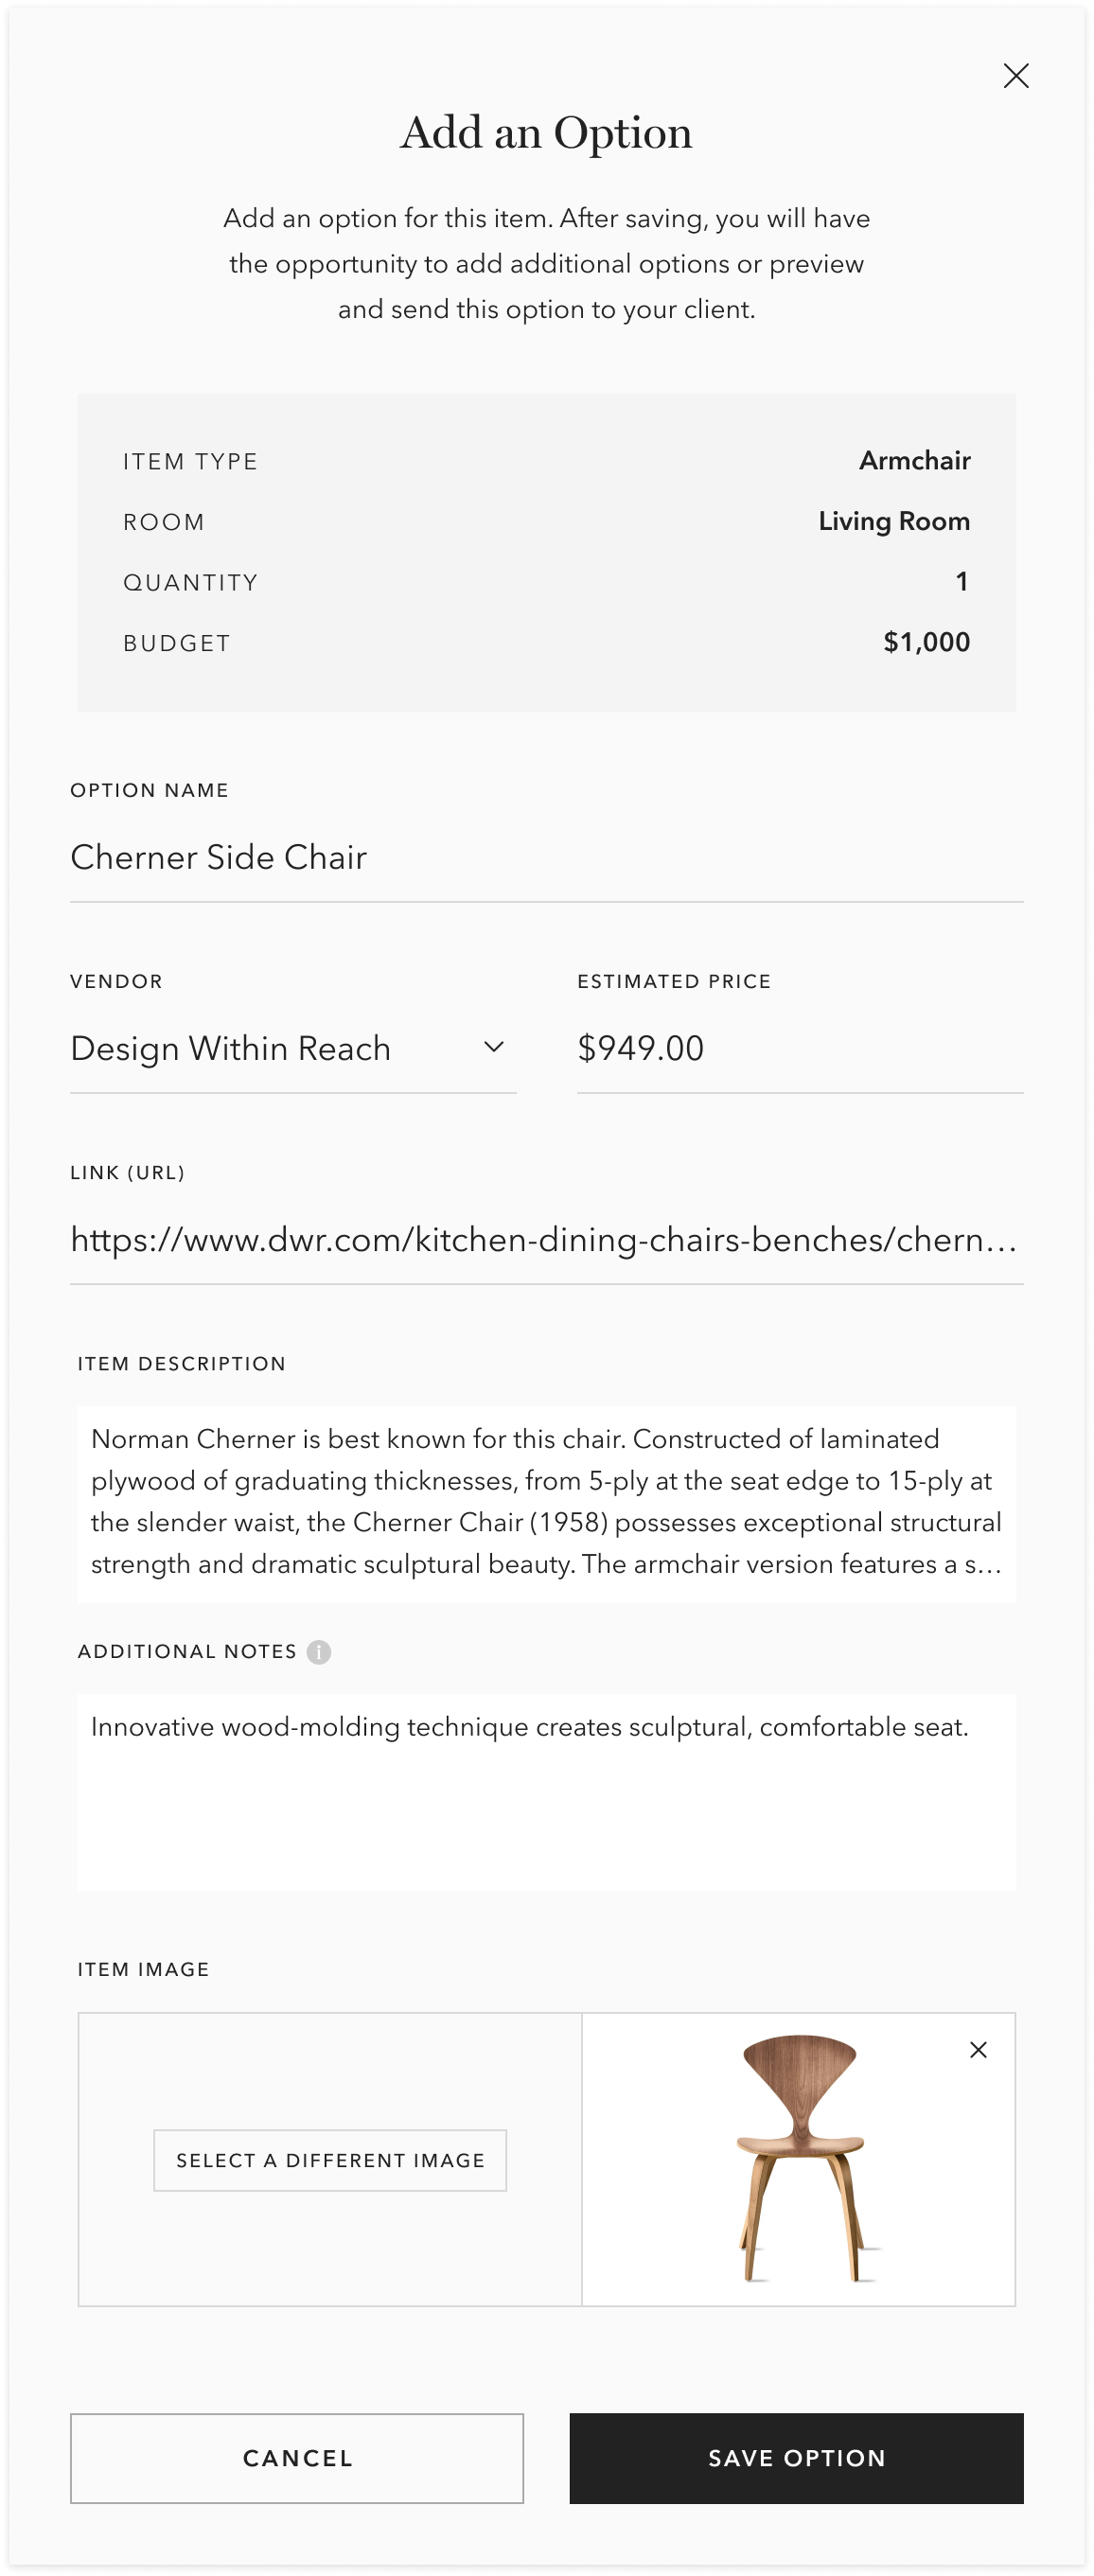 Add an Option
Add an option for this item. After saving, you will have
the opportunity to add additional options or preview
and send this option to your client.
ITEM TYPE Armchair
ROOM Living Room
QUANTITY 1
BUDGET $1,000
OPTION NAME
Cherner Side Chair
VENDOR ESTIMATED PRICE
Design Within Reach $949.00
LINK (URL)
https://www.dwr.com/kitchen-dining-chairs-benches/chern…
ITEM DESCRIPTION
Norman Cherner is best known for this chair. Constructed of laminated
plywood of graduating thicknesses, from 5-ply at the seat edge to 15-ply at
the slender waist, the Cherner Chair (1958) possesses exceptional structural
strength and dramatic sculptural beauty. The armchair version features a s…
ADDITIONAL NOTES i
Innovative wood-molding technique creates sculptural, comfortable seat.
ITEM IMAGE
SELECT A DIFFERENT IMAGE
CANCEL SAVE OPTION